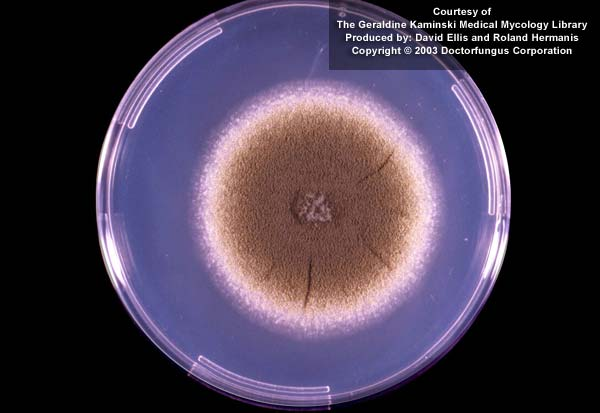 Courtesy of
The Geraldine Kaminski Medical Mycology Library
Produced by: David Ellis and Roland Hermanis
Copyright © 2003 Doctorfungus Corporation